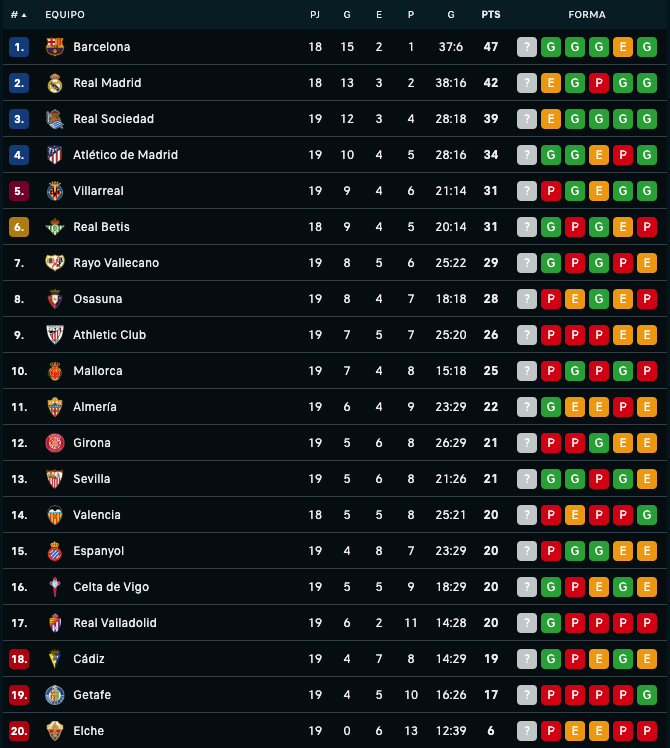 # EQUIPO PJ G E P G PTS FORMA
1. Barcelona 18 15 2 1 37:6 47 ? G G G E G
2. Real Madrid 18 13 3 2 38:16 42 ? E G P G G
3. Real Sociedad 19 12 3 4 28:18 39 ? E G G G G
4. Atlético de Madrid 19 10 4 5 28:16 34 ? G G E P G
5. Villarreal 19 9 4 6 21:14 31 ? P G E G G
6. Real Betis 18 9 4 5 20:14 31 ? G P G E P
7. Rayo Vallecano 19 8 5 6 25:22 29 ? G P G P E
8. Osasuna 19 8 4 7 18:18 28 ? P E G E P
9. Athletic Club 19 7 5 7 25:20 26 ? P P P E E
10. Mallorca 19 7 4 8 15:18 25 ? P G P G P
11. Almería 19 6 4 9 23:29 22 ? G E E P E
12. Girona 19 5 6 8 26:29 21 ? P P G E E
13. Sevilla 19 5 6 8 21:26 21 ? G G P G E
14. Valencia 18 5 5 8 25:21 20 ? P E P P G
15. Espanyol 19 4 8 7 23:29 20 ? P G G E E
16. Celta de Vigo 19 5 5 9 18:29 20 ? G P E G E
17. Real Valladolid 19 6 2 11 14:28 20 ? G P P P P
18. Cádiz 19 4 7 8 14:29 19 ? G P E G E
19. Getafe 19 4 5 10 16:26 17 ? P P P P G
20. Elche 19 0 6 13 12:39 6 ? P E E P P